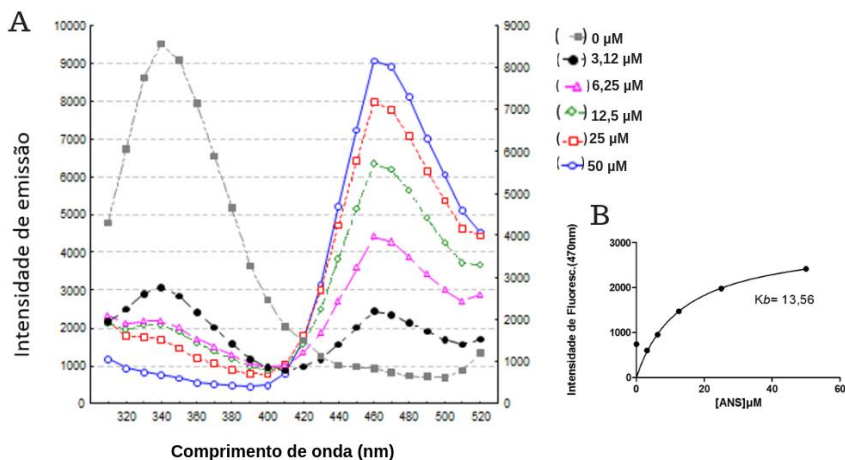 A
Intensidade de emissão
10000
9000
8000
7000
6000
5000
4000
3000
2000
1000
0
9000
8000
7000
6000
5000
4000
3000
2000
1000
0
320 340 360 380 400 420 440 460 480 500 520
Comprimento de onda (nm)
( ) 0 µM
( ) 3,12 µM
( ) 6,25 µM
( ) 12,5 µM
( ) 25 µM
( ) 50 µM
B
Intensidade de Fluoresc.(470nm)
3000
2000
1000
0
Kb= 13,56
0 20 40 60
[ANS]µM